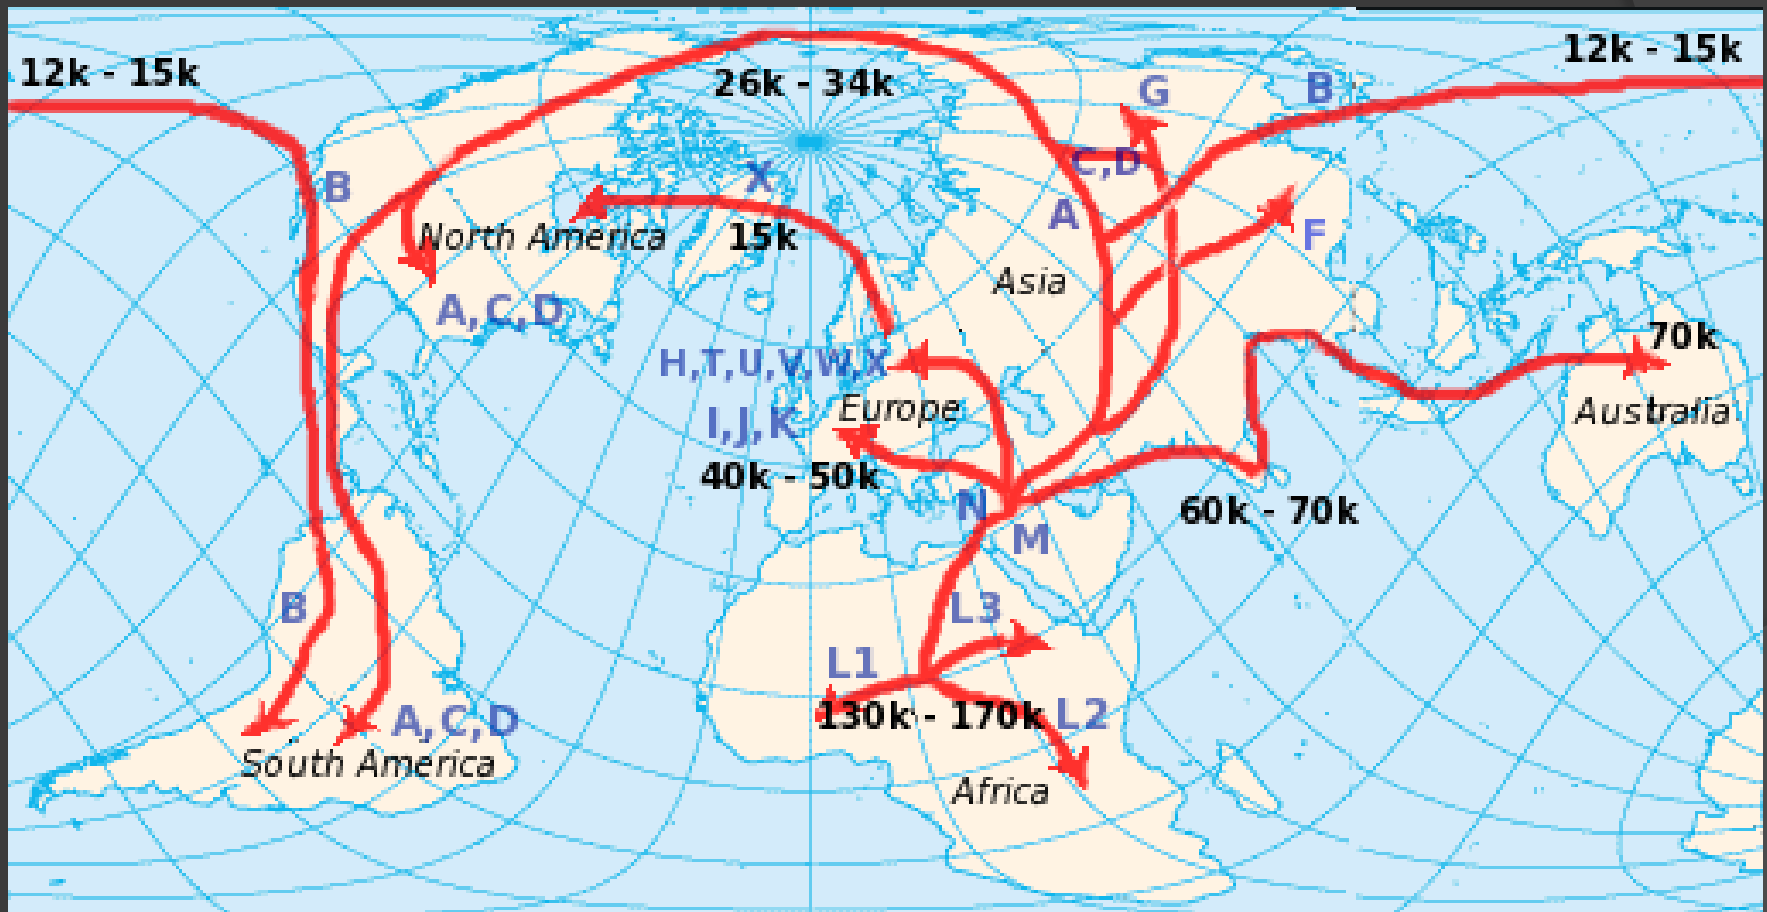 12k - 15k
12k - 15k
26k - 34k
G
B
C,D
X
B
A
North America
15k
F
Asia
A,C,D
70k
H,T,U,V,W,X
Europe
Australia
I,J,K
40k - 50k
N
60k - 70k
M
B
L3
L1
130k - 170k
L2
A,C,D
South America
Africa